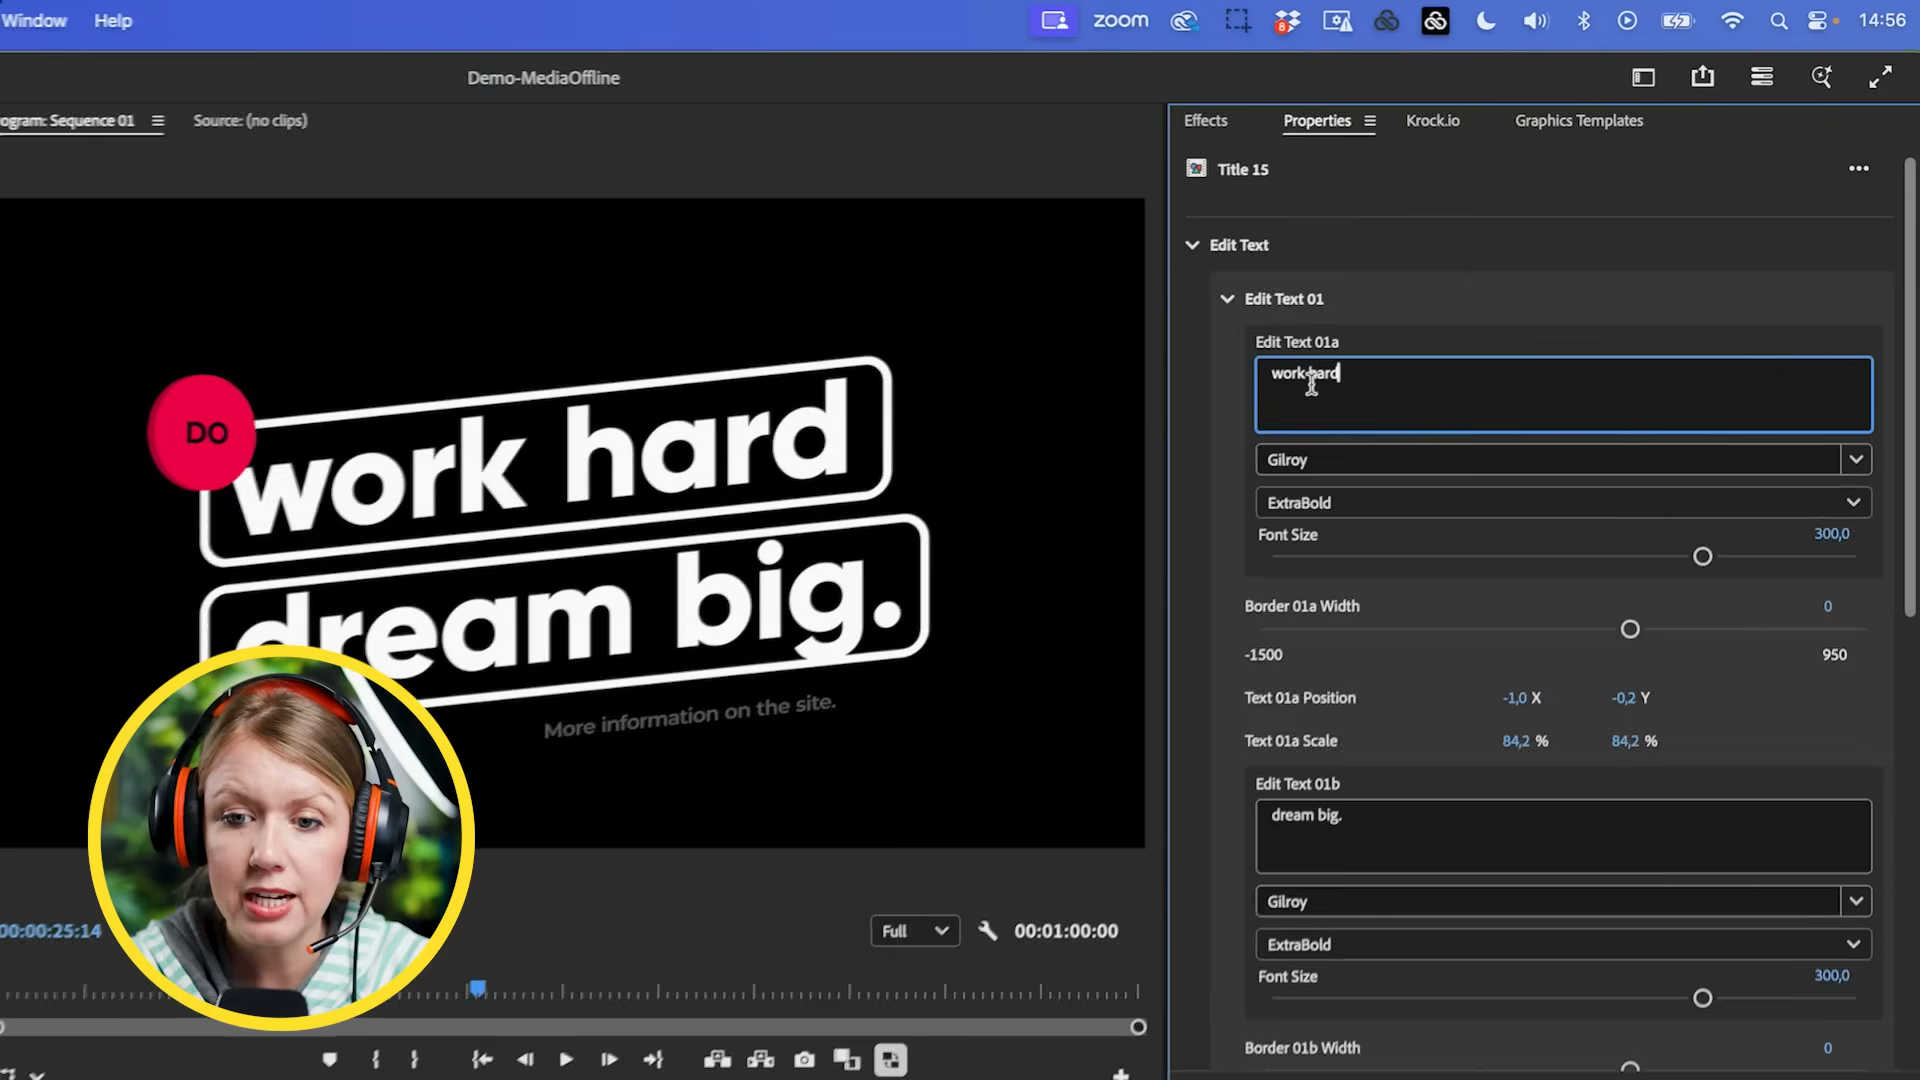 Window Help
zoom
8
14:56
Demo-MediaOffline
ogram: Sequence 01
Source: (no clips)
Effects
Properties
Krock.io
Graphics Templates
Title 15
Edit Text
Edit Text 01
Edit Text 01a
work hard
Gilroy
ExtraBold
Font Size
300,0
Border 01a Width
0
-1500
950
Text 01a Position
-1,0 X
-0,2 Y
Text 01a Scale
84,2 %
84,2 %
Edit Text 01b
dream big.
Gilroy
ExtraBold
Font Size
300,0
Border 01b Width
0
DO
work hard
dream big.
More information on the site.
00:00:25:14
Full
00:01:00:00